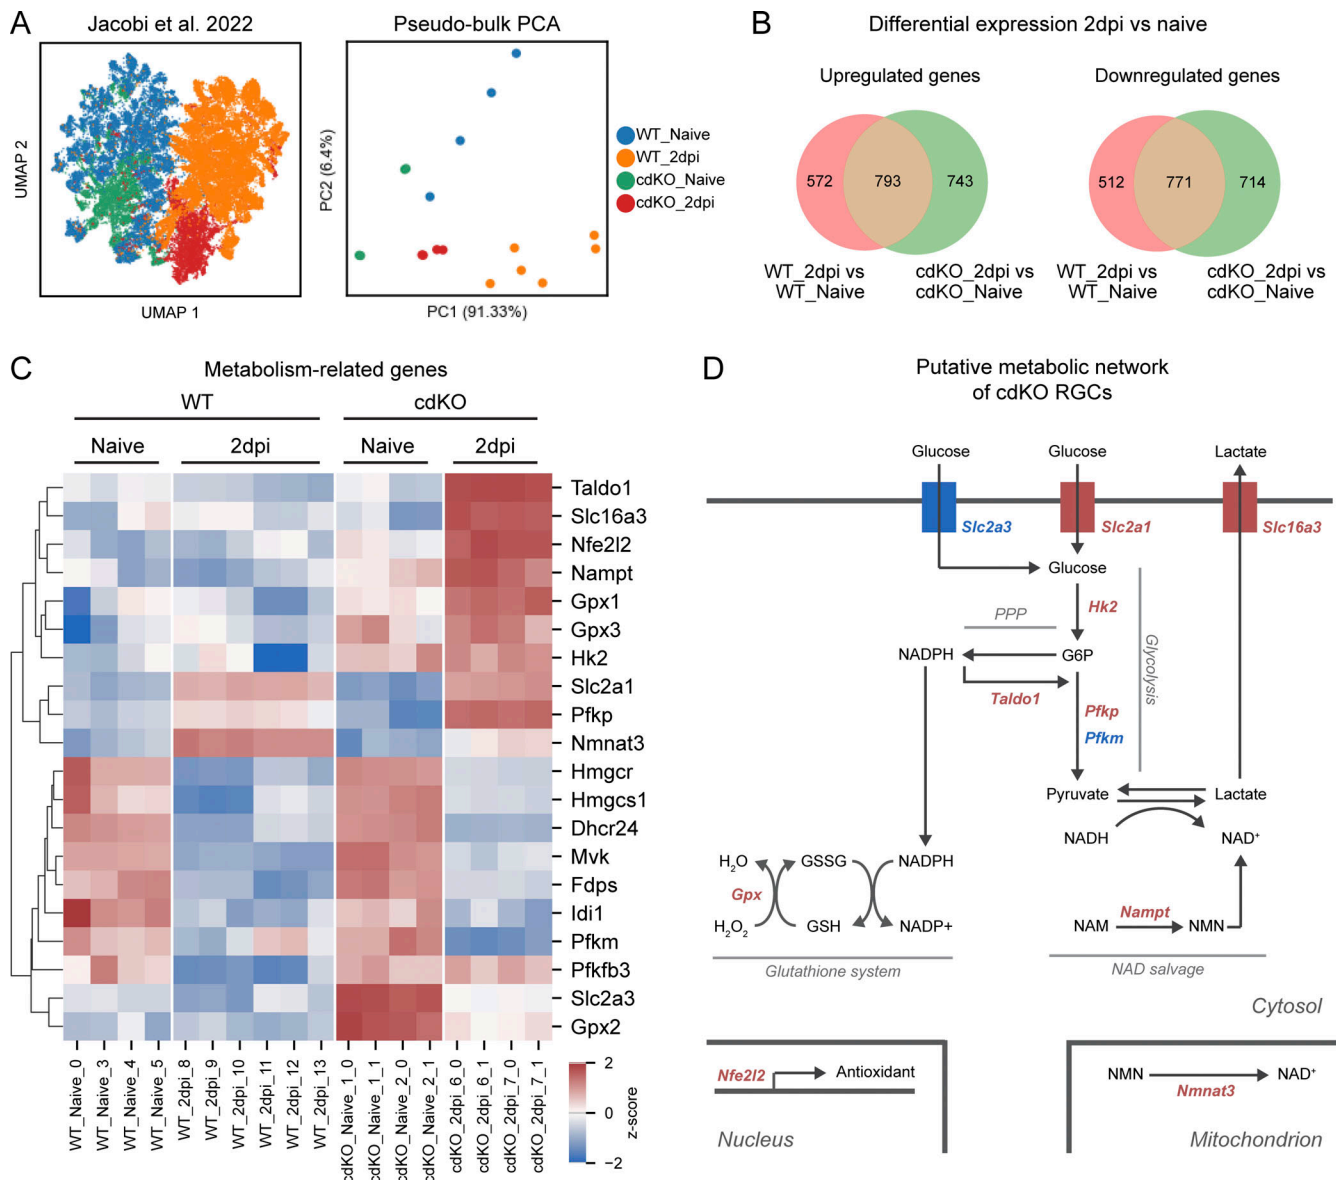 A
Jacobi et al. 2022
Pseudo-bulk PCA
UMAP 2
UMAP 1
PC2 (6.4%)
PC1 (91.33%)
WT_Naive
WT_2dpi
cdKO_Naive
cdKO_2dpi
B
Differential expression 2dpi vs naive
Upregulated genes
Downregulated genes
572
793
743
512
771
714
WT_2dpi vs
WT_Naive
cdKO_2dpi vs
cdKO_Naive
WT_2dpi vs
WT_Naive
cdKO_2dpi vs
cdKO_Naive
C
Metabolism-related genes
WT
cdKO
Naive
2dpi
Naive
2dpi
Taldo1
Slc16a3
Nfe2l2
Nampt
Gpx1
Gpx3
Hk2
Slc2a1
Pfkp
Nmnat3
Hmgcr
Hmgcs1
Dhcr24
Mvk
Fdps
Idi1
Pfkm
Pfkfb3
Slc2a3
Gpx2
WT_Naive_0
WT_Naive_3
WT_Naive_4
WT_Naive_5
WT_2dpi_8
WT_2dpi_9
WT_2dpi_10
WT_2dpi_11
WT_2dpi_12
WT_2dpi_13
cdKO_Naive_1_0
cdKO_Naive_1_1
cdKO_Naive_2_0
cdKO_Naive_2_1
cdKO_2dpi_6_0
cdKO_2dpi_6_1
cdKO_2dpi_7_0
cdKO_2dpi_7_1
2
0
−2
z-score
D
Putative metabolic network
of cdKO RGCs
Glucose
Glucose
Lactate
Slc2a3
Slc2a1
Slc16a3
Glucose
Hk2
PPP
Glycolysis
NADPH
G6P
Taldo1
Pfkp
Pfkm
Pyruvate
Lactate
NADH
NAD⁺
H₂O
GSSG
NADPH
Gpx
H₂O₂
GSH
NADP+
Nampt
NAM
NMN
Glutathione system
NAD salvage
Cytosol
Nfe2l2
Antioxidant
Nucleus
NMN
NAD⁺
Nmnat3
Mitochondrion